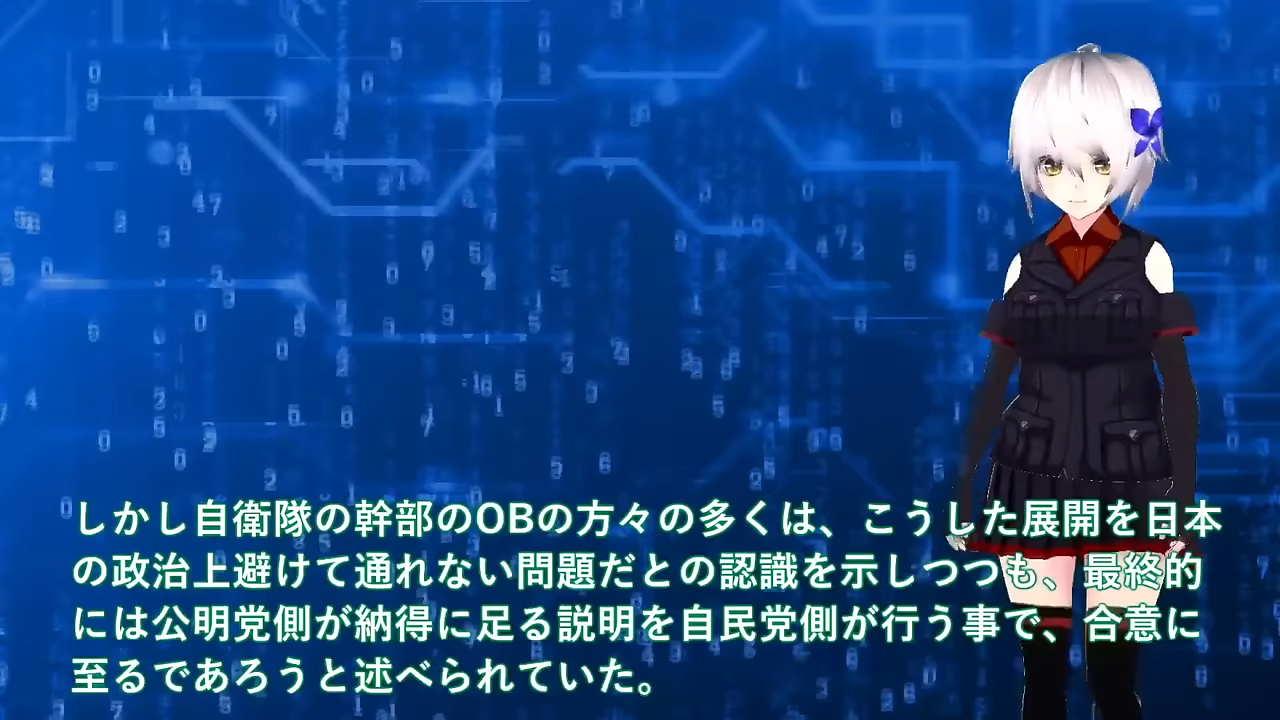 しかし自衛隊の幹部のOBの方々の多くは、こうした展開を日本
の政治上避けて通れない問題だとの認識を示しつつも、最終的
には公明党側が納得に足る説明を自民党側が行う事で、合意に
至るであろうと述べられていた。